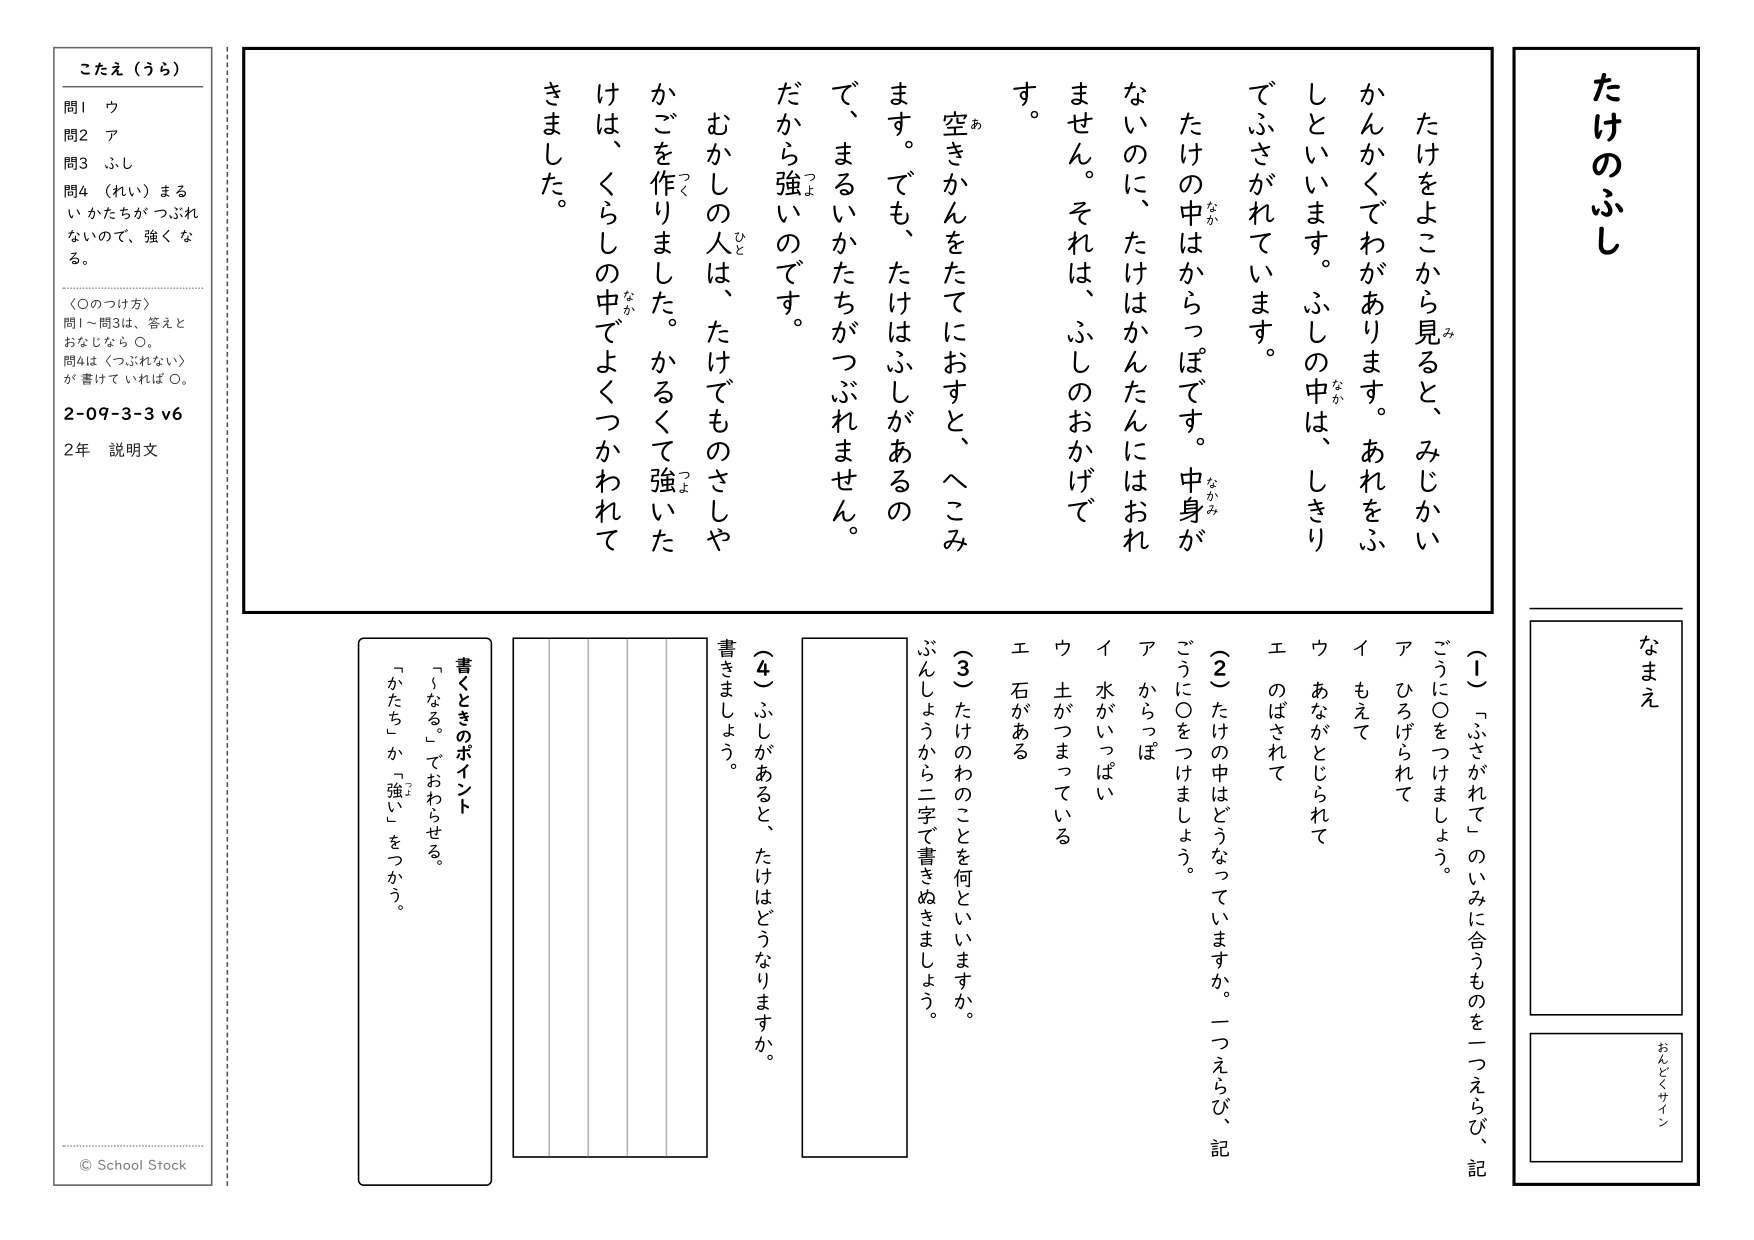 たけのふし
なまえ
おんどくサイン
たけをよこから見ると、みじかい
かんかくでわがあります。あれをふ
しといいます。ふしの中は、しきり
でふさがれています。
たけの中はからっぽです。中身が
ないのに、たけはかんたんにはおれ
ません。それは、ふしのおかげで
す。
空きかんをたてにおすと、へこみ
ます。でも、たけはふしがあるの
で、まるいかたちがつぶれません。
だから強いのです。
むかしの人は、たけでものさしや
かごを作りました。かるくて強いた
けは、くらしの中でよくつかわれて
きました。
(1)「ふさがれて」のいみに合うものを一つえらび、記
ごうに〇をつけましょう。
ア ひろげられて
イ もえて
ウ あながとじられて
エ のばされて
(2)たけの中はどうなっていますか。一つえらび、記
ごうに〇をつけましょう。
ア からっぽ
イ 水がいっぱい
ウ 土がつまっている
エ 石がある
(3)たけのわのことを何といいますか。
ぶんしょうから二字で書きぬきましょう。
(4)ふしがあると、たけはどうなりますか。
書きましょう。
書くときのポイント
「〜なる。」でおわらせる。
「かたち」か「強い」をつかう。
こたえ（うら）
問1 ウ
問2 ア
問3 ふし
問4 （れい）まる
い かたちが つぶれ
ないので、強く な
る。
〈〇のつけ方〉
問1～問3は、答えと
おなじなら 〇。
問4は〈つぶれない〉
が 書けて いれば 〇。
2-09-3-3 v6
2年 説明文
© School Stock